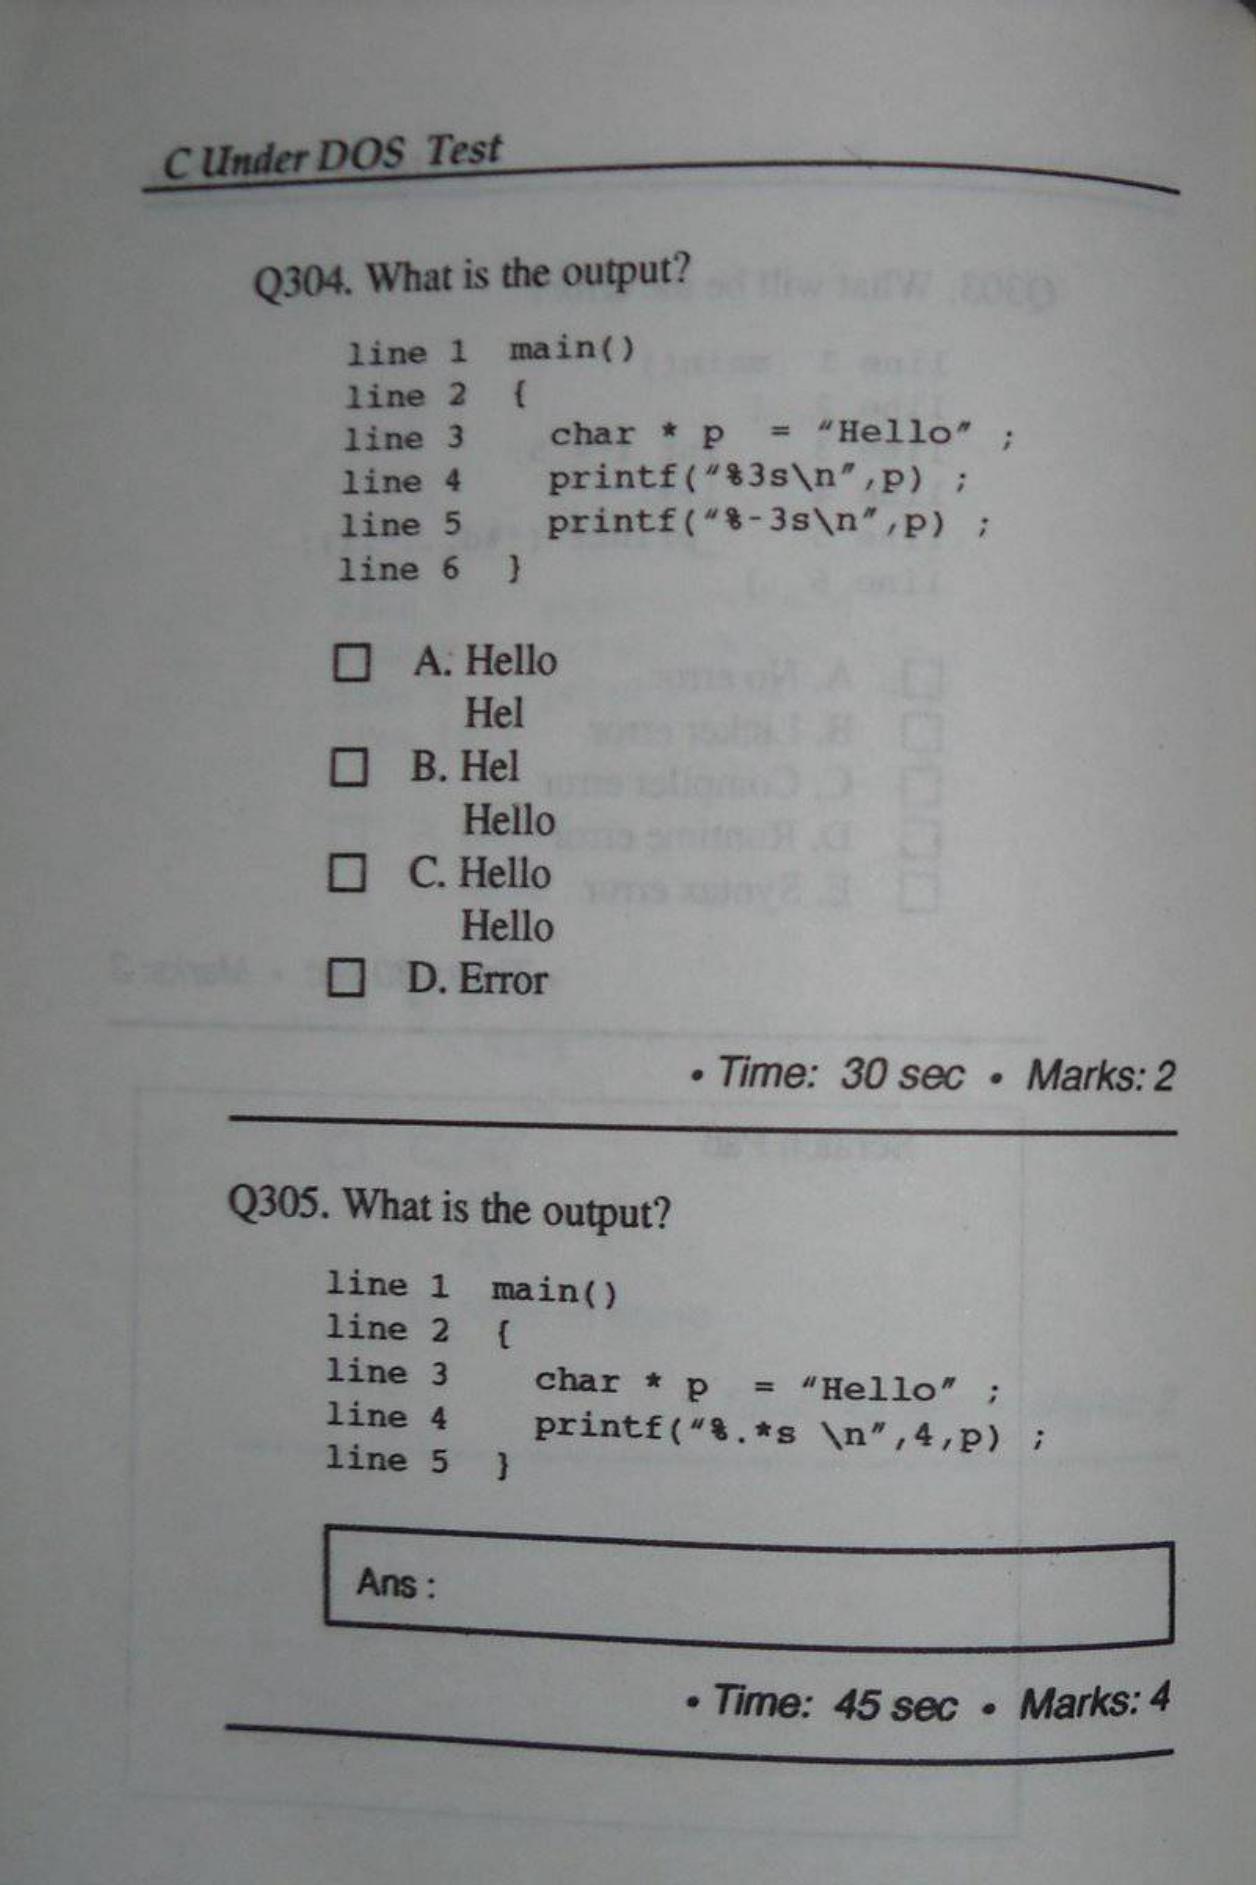 C Under DOS Test
Q304. What is the output?
line 1 main()
line 2 {
line 3 char * p = "Hello" ;
line 4 printf("%3s\n",p) ;
line 5 printf("%-3s\n",p) ;
line 6 }
A. Hello
Hel
B. Hel
Hello
C. Hello
Hello
D. Error
• Time: 30 sec • Marks: 2
Q305. What is the output?
line 1 main()
line 2 {
line 3 char * p = "Hello" ;
line 4 printf("%.*s \n",4,p) ;
line 5 }
Ans :
• Time: 45 sec • Marks: 4